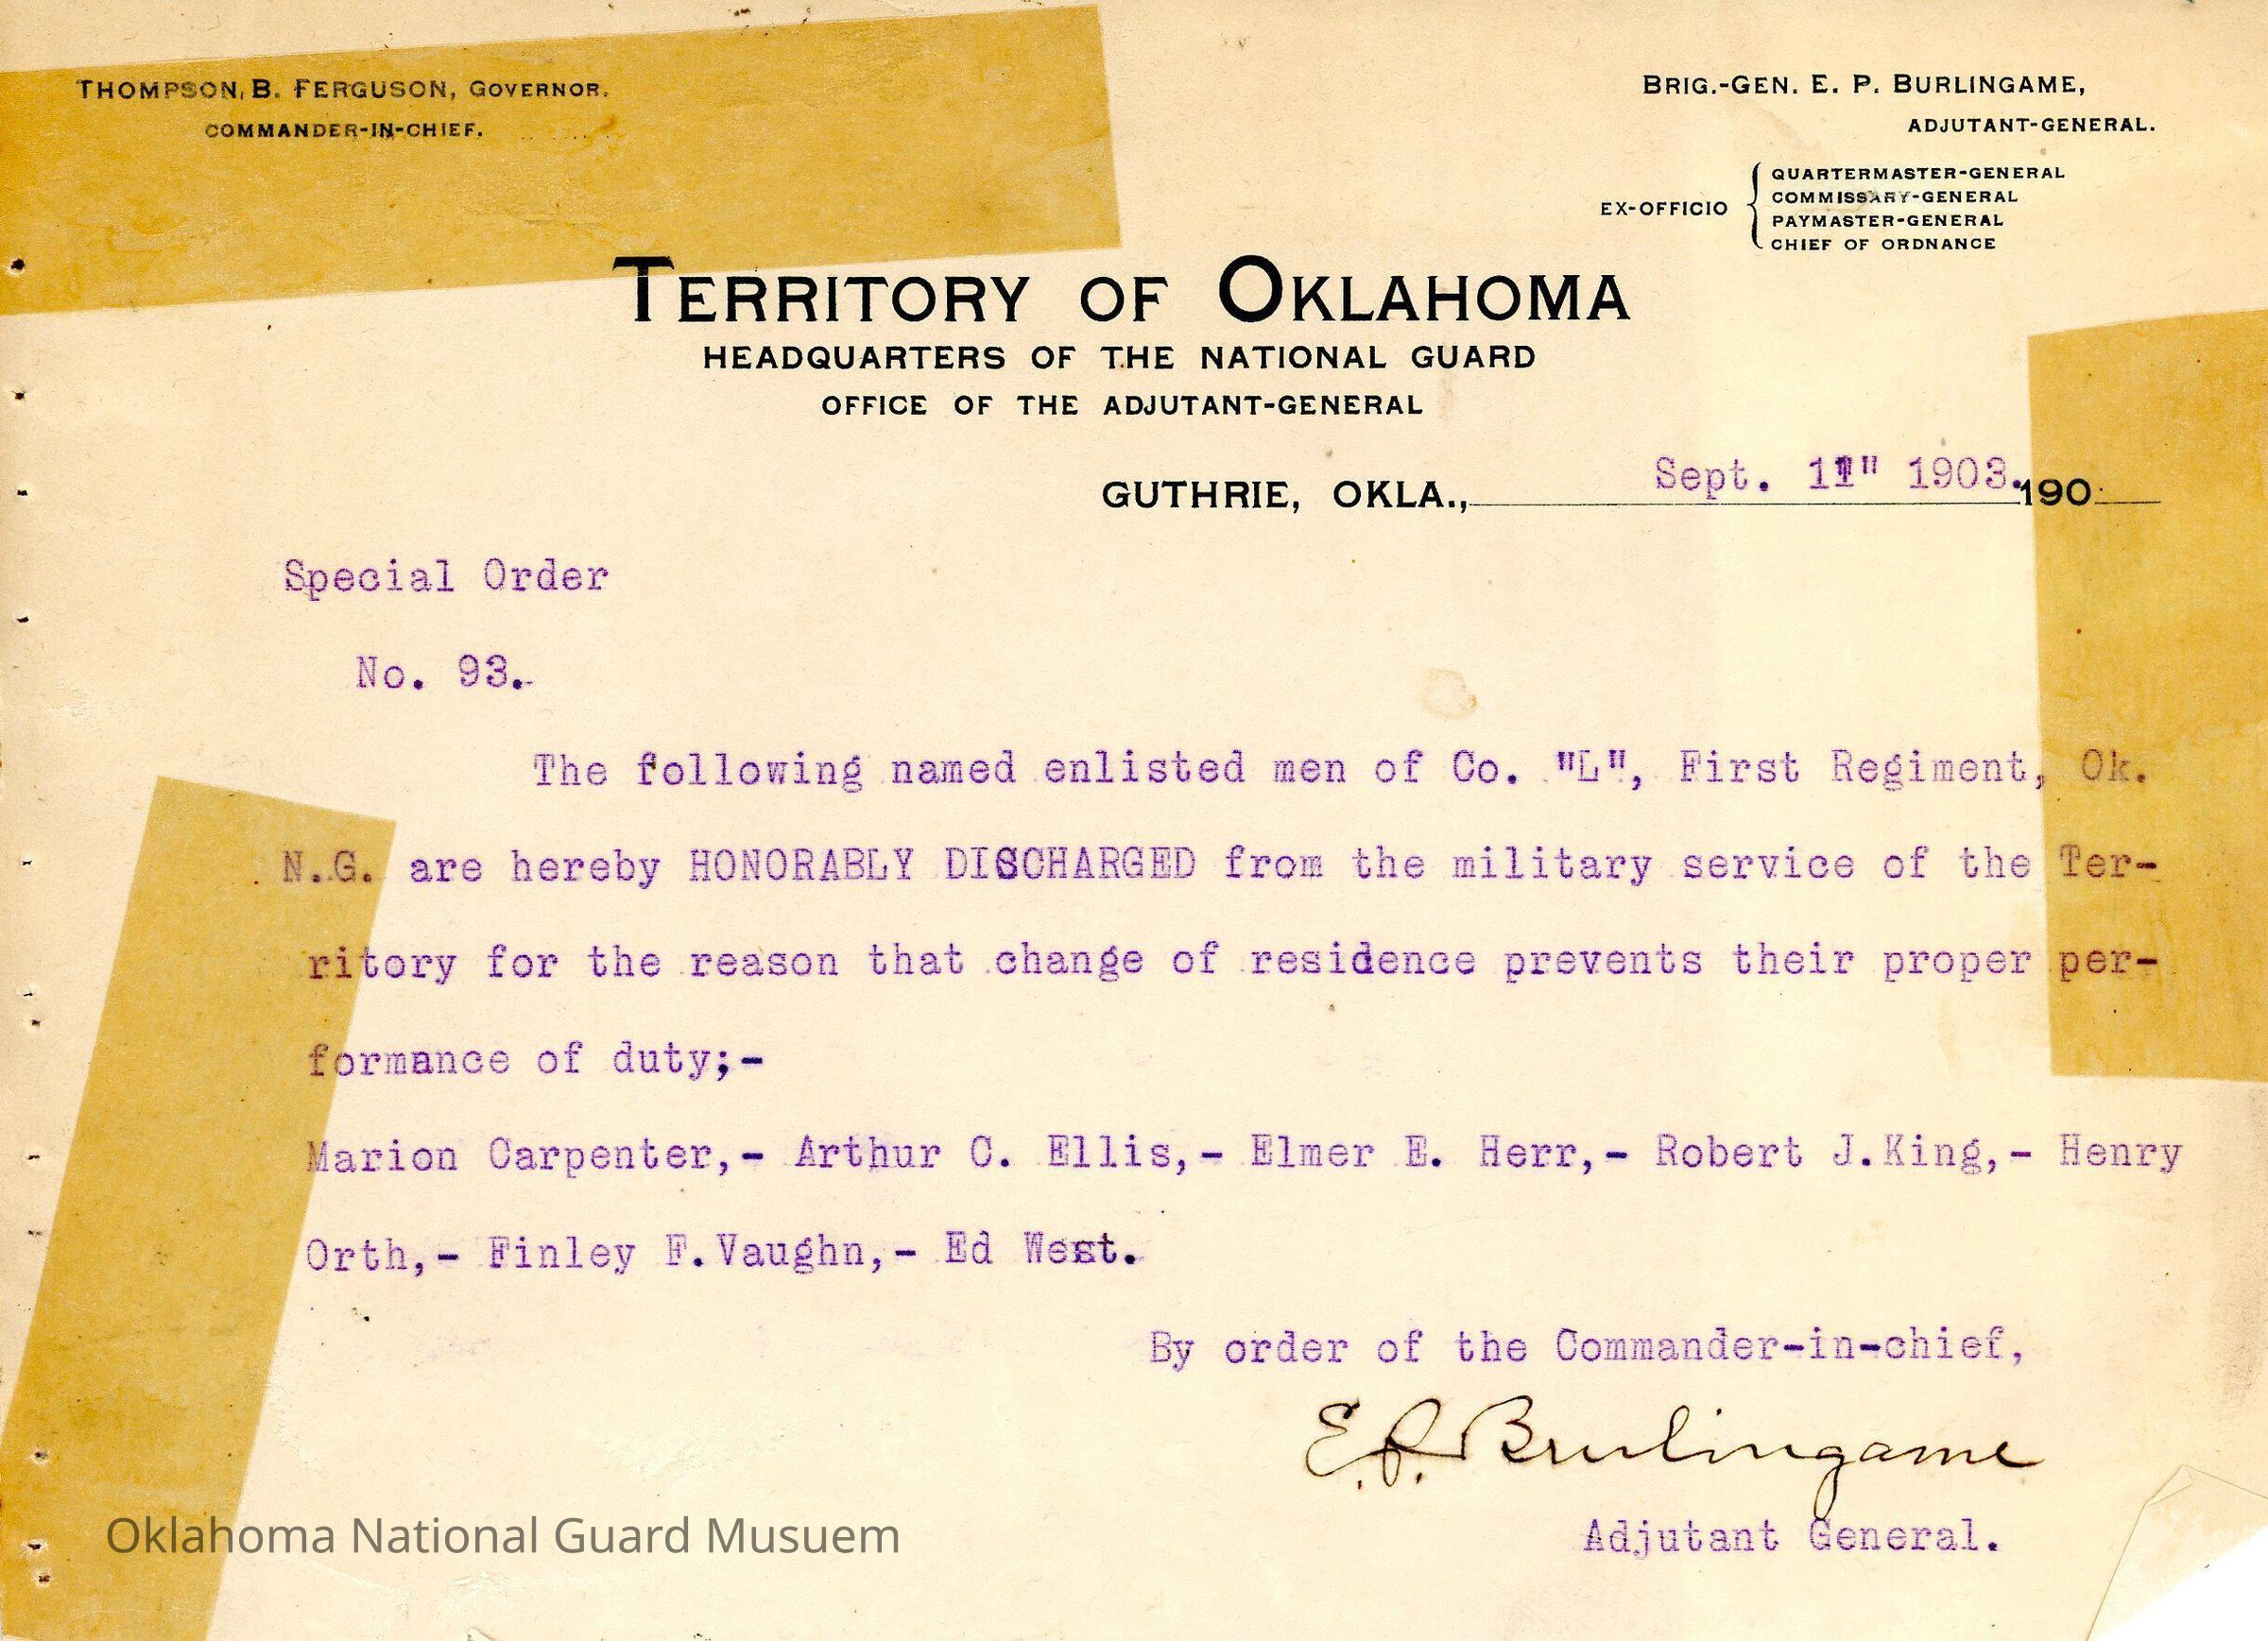 THOMPSON B. FERGUSON, GOVERNOR.
COMMANDER-IN-CHIEF.
BRIG.-GEN. E. P. BURLINGAME,
ADJUTANT-GENERAL.
EX-OFFICIO { QUARTERMASTER-GENERAL
COMMISSARY-GENERAL
PAYMASTER-GENERAL
CHIEF OF ORDNANCE
TERRITORY OF OKLAHOMA
HEADQUARTERS OF THE NATIONAL GUARD
OFFICE OF THE ADJUTANT-GENERAL
GUTHRIE, OKLA., Sept. 11" 1903. 190
Special Order
No. 93.
The following named enlisted men of Co. "L", First Regiment, Ok.
N.G. are hereby HONORABLY DISCHARGED from the military service of the Ter-
ritory for the reason that change of residence prevents their proper per-
formance of duty;-
Marion Carpenter,- Arthur C. Ellis,- Elmer E. Herr,- Robert J.King,- Henry
Orth,- Finley F.Vaughn,- Ed West.
By order of the Commander-in-chief,
E.P. Burlingame
Adjutant General.
Oklahoma National Guard Musuem